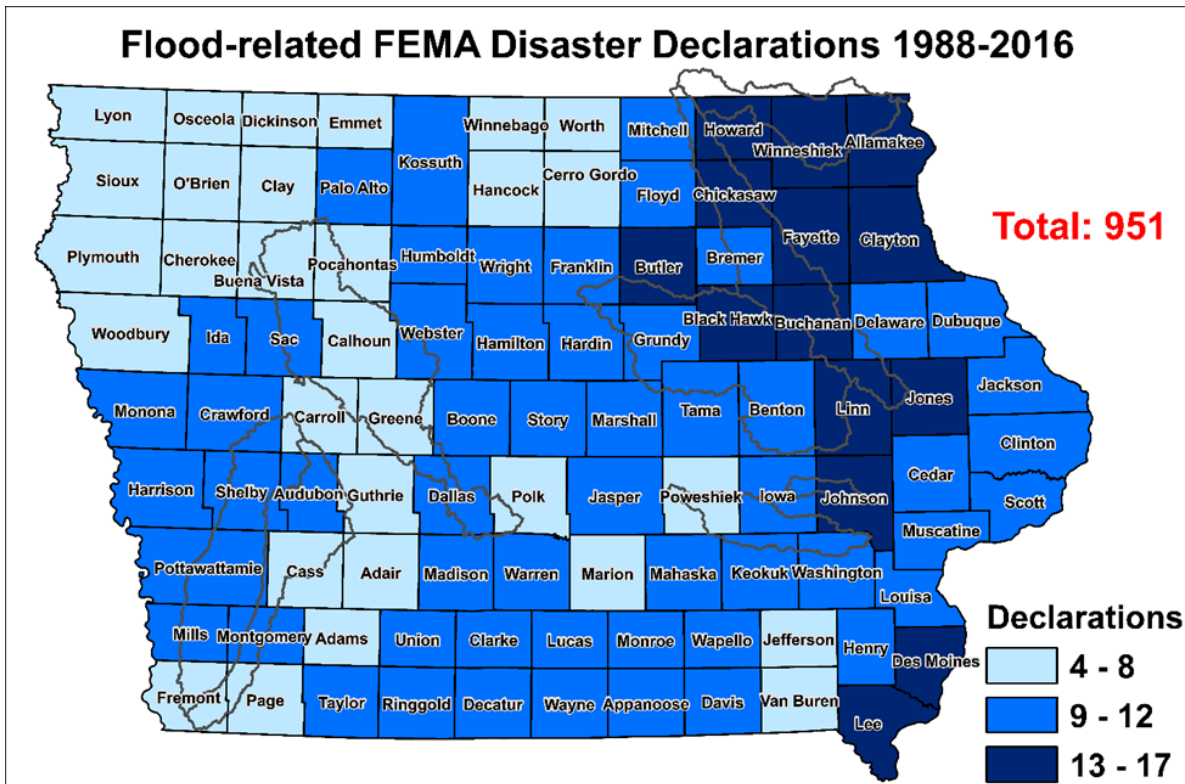 Flood-related FEMA Disaster Declarations 1988-2016
Lyon Osceola Dickinson Emmet Winnebago Worth Mitchell Howard Winneshiek Allamakee
Kossuth
Sioux O'Brien Clay Palo Alto Hancock Cerro Gordo Floyd Chickasaw
Total: 951
Plymouth Cherokee Buena Vista Pocahontas Humboldt Wright Franklin Butler Bremer Fayette Clayton
Woodbury Ida Sac Calhoun Webster Hamilton Hardin Grundy Black Hawk Buchanan Delaware Dubuque
Monona Crawford Carroll Greene Boone Story Marshall Tama Benton Linn Jones Jackson
Clinton
Harrison Shelby Audubon Guthrie Dallas Polk Jasper Poweshiek Iowa Johnson Cedar Scott
Muscatine
Pottawattamie Cass Adair Madison Warren Marion Mahaska Keokuk Washington Louisa
Mills Montgomery Adams Union Clarke Lucas Monroe Wapello Jefferson Henry Des Moines
Fremont Page Taylor Ringgold Decatur Wayne Appanoose Davis Van Buren Lee
Declarations
4 - 8
9 - 12
13 - 17